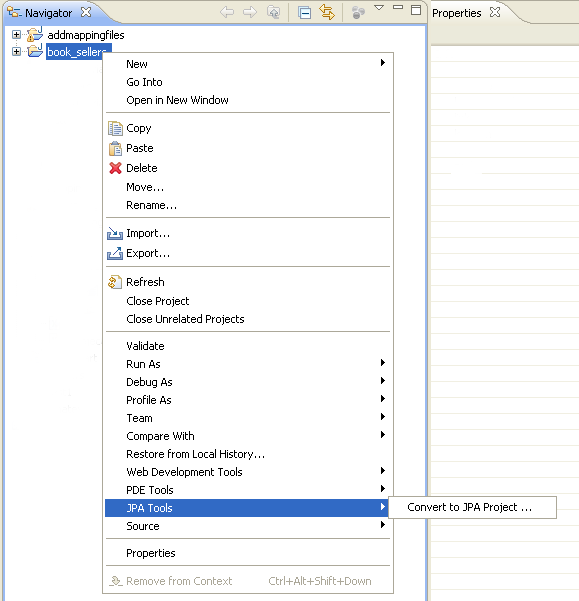 Navigator
Properties
addmappingfiles
book_sellers
New
Go Into
Open in New Window
Copy
Paste
Delete
Move...
Rename...
Import...
Export...
Refresh
Close Project
Close Unrelated Projects
Validate
Run As
Debug As
Profile As
Team
Compare With
Restore from Local History...
Web Development Tools
PDE Tools
JPA Tools
Convert to JPA Project ...
Source
Properties
Remove from Context Ctrl+Alt+Shift+Down